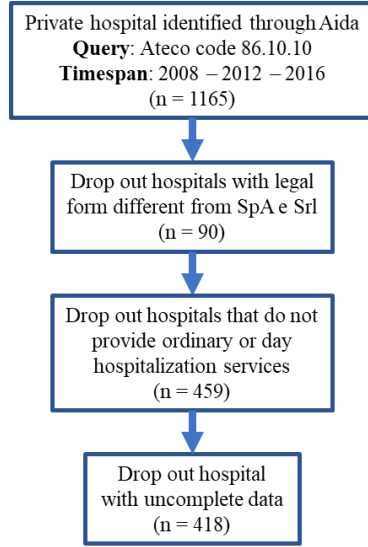 Private hospital identified through Aida
Query: Ateco code 86.10.10
Timespan: 2008 – 2012 – 2016
(n = 1165)
Drop out hospitals with legal
form different from SpA e Srl
(n = 90)
Drop out hospitals that do not
provide ordinary or day
hospitalization services
(n = 459)
Drop out hospital
with uncomplete data
(n = 418)